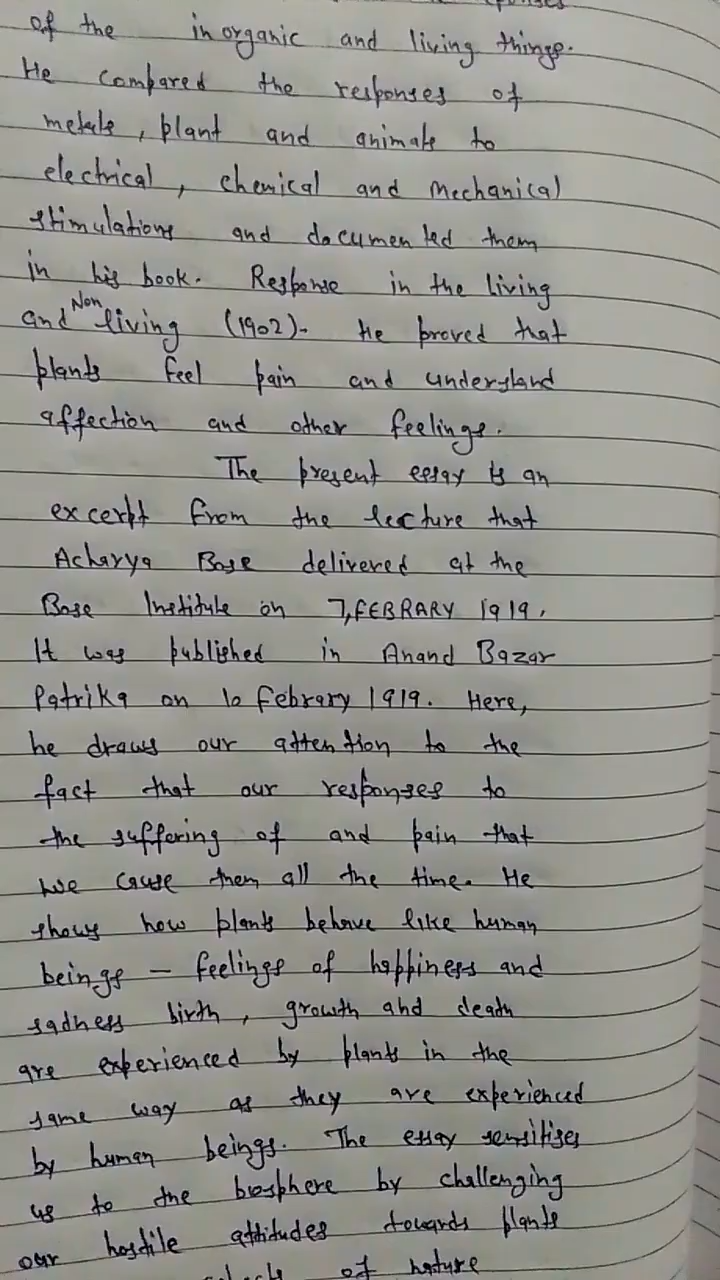 of the inorganic and living things.
He compared the responses of
metals, plant and animals to
electrical, chemical and Mechanical
stimulations and documented them
in his book. Response in the living
and Non living (1902). He proved that
plants feel pain and understand
affection and other feelings.
The present essay is an
excerpt from the lecture that
Acharya Bose delivered at the
Bose Institute on 7,FEBRARY 1919.
It was published in Anand Bazar
Patrika on 10 Febrary 1919. Here,
he draws our attention to the
fact that our responses to
the suffering of and pain that
we cause them all the time. He
shows how plants behave like human
beings – feelings of happiness and
sadness birth, growth and death
are experienced by plants in the
same way as they are experienced
by human beings. The essay sensitises
us to the biosphere by challenging
our hostile attitudes towards plants
of nature